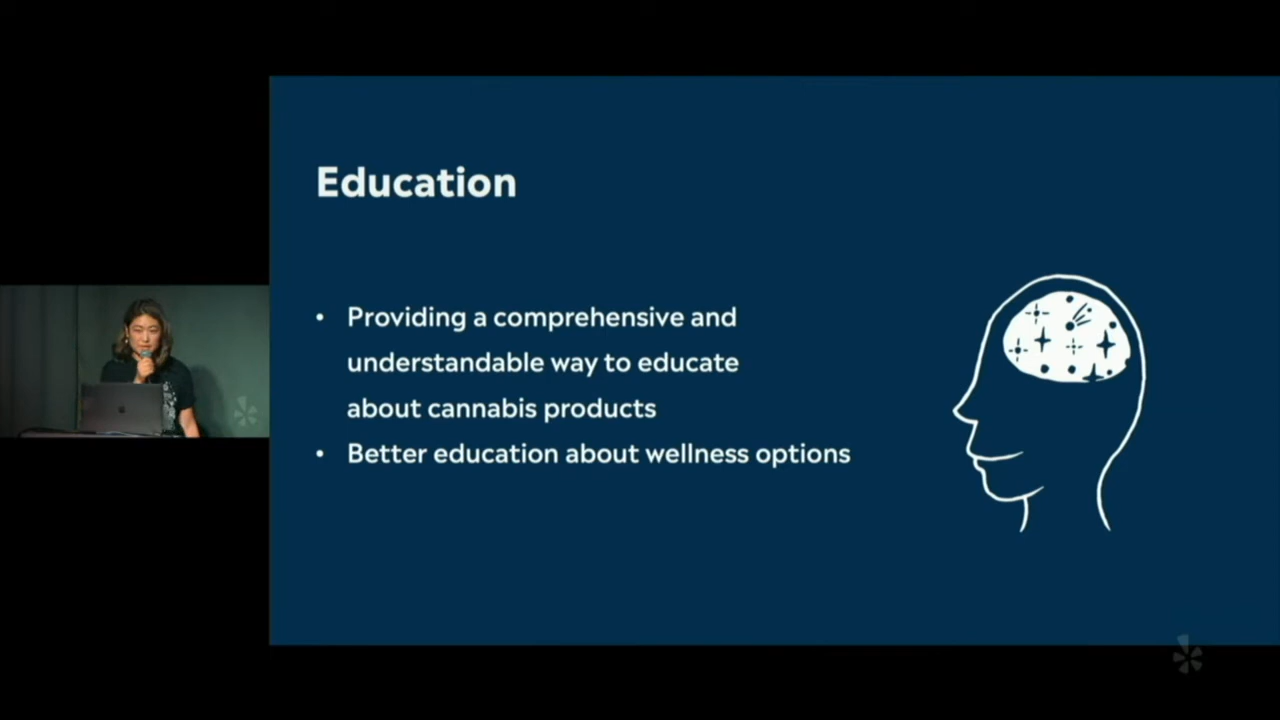 Education
• Providing a comprehensive and
understandable way to educate
about cannabis products
• Better education about wellness options